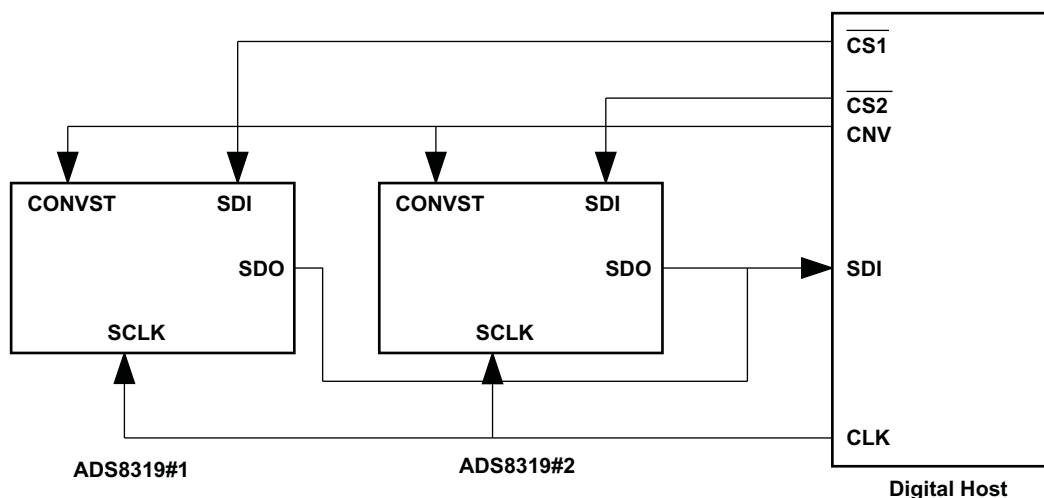 CS1
CS2
CNV
CONVST
SDI
CONVST
SDI
SDO
SDO
SDI
SCLK
SCLK
CLK
ADS8319#1
ADS8319#2
Digital Host